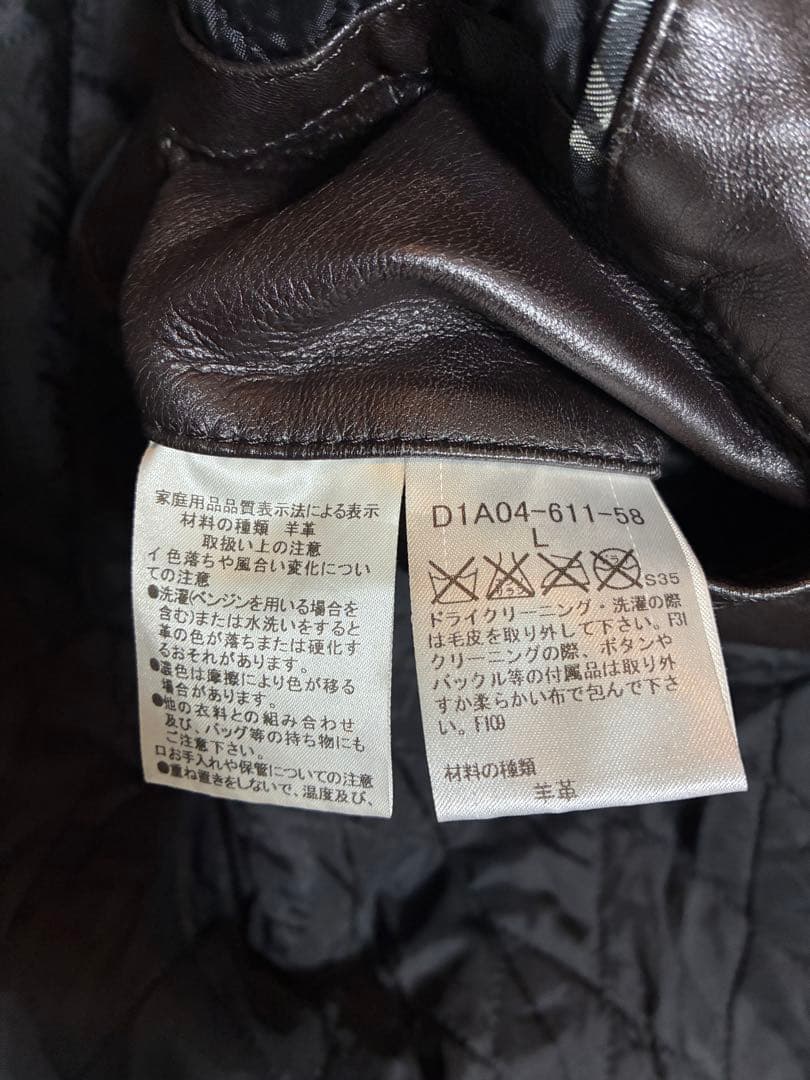 家庭用品品質表示法による表示
材料の種類 羊革
取扱い上の注意
イ色落ちや風合い変化につい
ての注意
●洗濯(ベンジンを用いる場合を
含む)または水洗いをすると
革の色が落ちまたは硬化す
るおそれがあります。
●濃色は摩擦により色が移る
場合があります。
●他の衣料との組み合わせ
及び、バッグ等の持ち物にも
ご注意下さい。
ロお手入れや保管についての注意
●重ね置きをしないで、温度及び、
D1A04-611-58
L
S35
ドライクリーニング・洗濯の際
は毛皮を取り外して下さい。F31
クリーニングの際、ボタンや
バックル等の付属品は取り外
すか柔らかい布で包んで下さ
い。F109
材料の種類
羊革